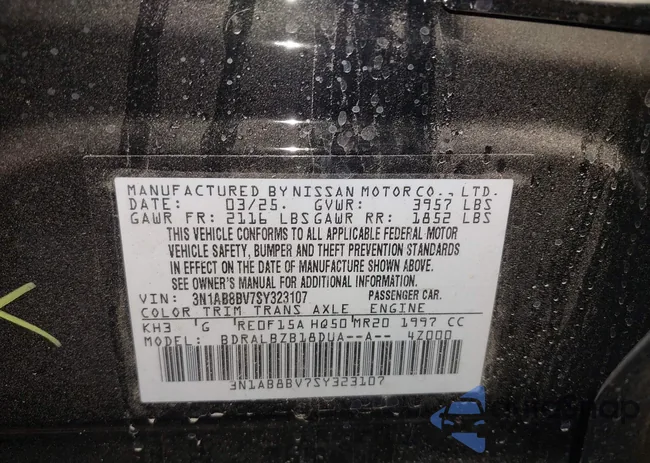 MANUFACTURED BY NISSAN MOTOR CO., LTD.
DATE: 03/25. GVWR: 3957 LBS
GAWR FR: 2116 LBS GAWR RR: 1852 LBS
THIS VEHICLE CONFORMS TO ALL APPLICABLE FEDERAL MOTOR
VEHICLE SAFETY, BUMPER AND THEFT PREVENTION STANDARDS
IN EFFECT ON THE DATE OF MANUFACTURE SHOWN ABOVE.
SEE OWNER'S MANUAL FOR ADDITIONAL INFORMATION.
VIN: 3N1AB8BV7SY323107 PASSENGER CAR.
COLOR TRIM TRANS AXLE ENGINE
KH3 G RE0F15A HQ50 MR20 1997 CC
MODEL: BDRALBZB18DUA--A-- 4Z000
3N1AB8BV7SY323107